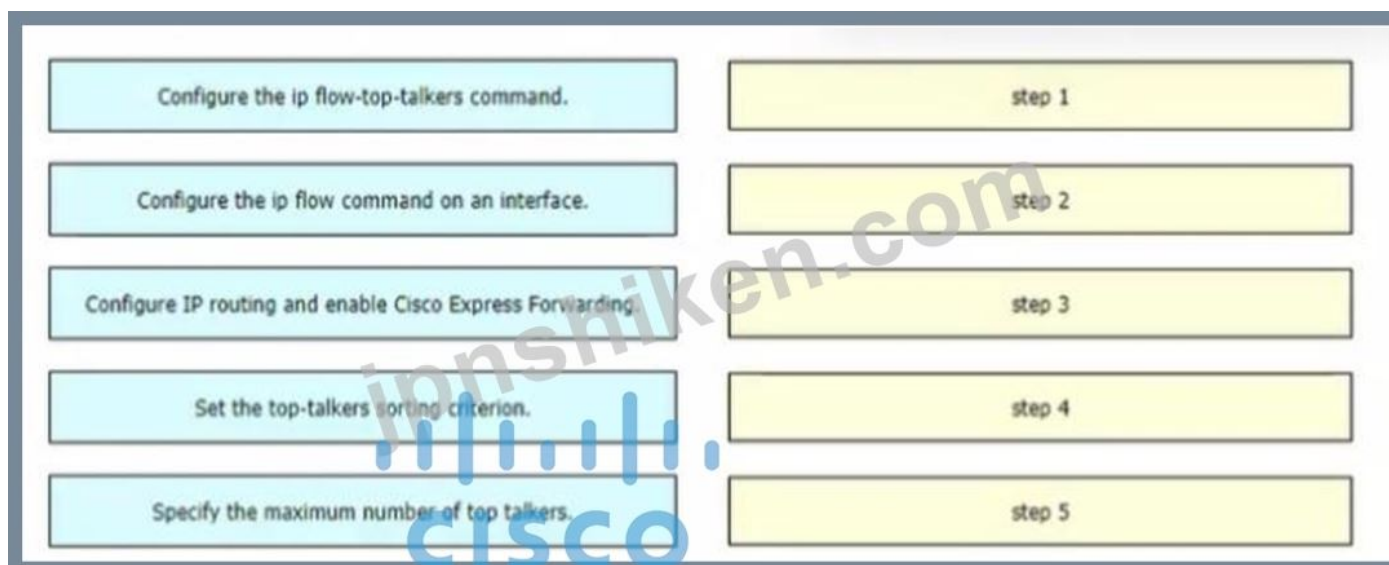 Configure the ip flow-top-talkers command.
step 1
Configure the ip flow command on an interface.
step 2
Configure IP routing and enable Cisco Express Forwarding.
step 3
Set the top-talkers sorting criterion.
step 4
Specify the maximum number of top talkers.
step 5
jpnshiken.com
CISCO